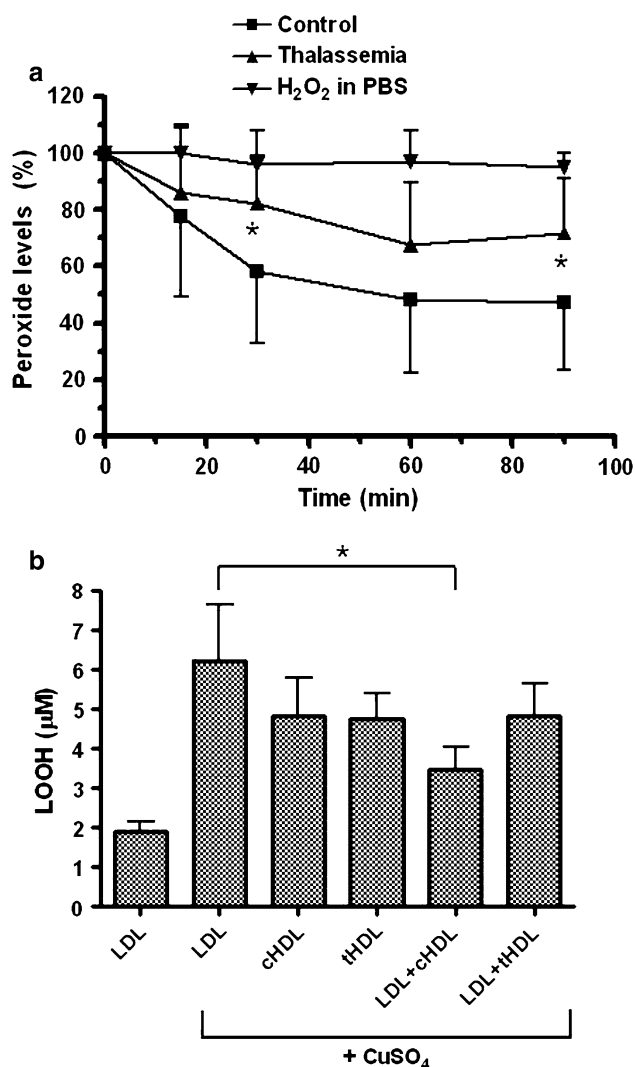 Control
Thalassemia
H₂O₂ in PBS
a
120
100
80
60
40
20
0
Peroxide levels (%)
*
*
0 20 40 60 80 100
Time (min)
b
*
8
7
6
5
4
3
2
1
0
LOOH (µM)
LDL LDL cHDL tHDL LDL+cHDL LDL+tHDL
+ CuSO₄